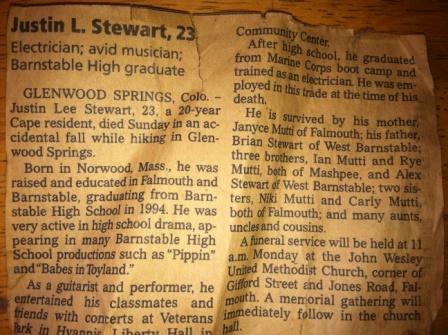 Justin L. Stewart, 23
Electrician; avid musician;
Barnstable High graduate
GLENWOOD SPRINGS, Colo. –
Justin Lee Stewart, 23, a 20-year
Cape resident, died Sunday in an ac-
cidental fall while hiking in Glen-
wood Springs.
Born in Norwood, Mass., he was
raised and educated in Falmouth and
Barnstable, graduating from Barn-
stable High School in 1994. He was
very active in high school drama, ap-
pearing in many Barnstable High
School productions such as "Pippin"
and "Babes in Toyland."
As a guitarist and performer, he
entertained his classmates and
friends with concerts at Veterans
Park in Hyannis, Liberty Hall in
Community Center.
After high school, he graduated
from Marine Corps boot camp and
trained as an electrician. He was em-
ployed in this trade at the time of his
death.
He is survived by his mother,
Janyce Mutti of Falmouth; his father,
Brian Stewart of West Barnstable;
three brothers, Ian Mutti and Rye
Mutti, both of Mashpee, and Alex
Stewart of West Barnstable; two sis-
ters, Niki Mutti and Carly Mutti,
both of Falmouth; and many aunts,
uncles and cousins.
A funeral service will be held at 11
a.m. Monday at the John Wesley
United Methodist Church, corner of
Gifford Street and Jones Road, Fal-
mouth. A memorial gathering will
immediately follow in the church
hall.